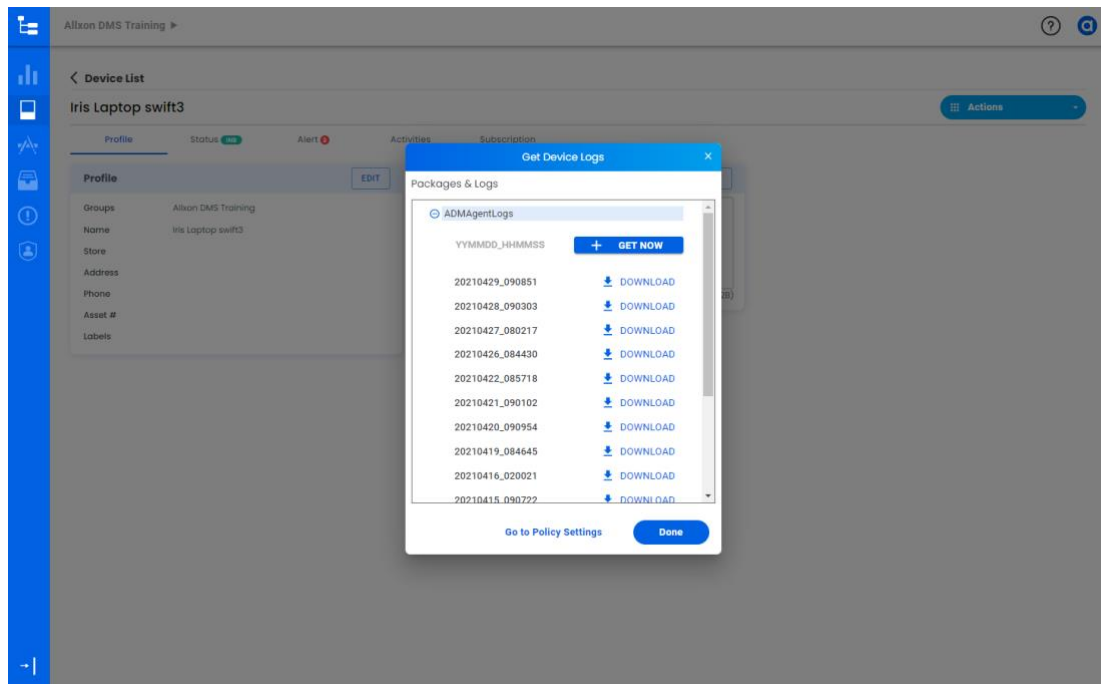 Allxon DMS Training ▶
Device List
Iris Laptop swift3
Actions
Profile Status Alert Activities Subscription
Get Device Logs
Profile EDIT
Groups Allxon DMS Training
Name Iris Laptop swift3
Store
Address
Phone
Asset #
Labels
Packages & Logs
ADMAgentLogs
YYMMDD_HHMMSS + GET NOW
20210429_090851 DOWNLOAD
20210428_090303 DOWNLOAD
20210427_080217 DOWNLOAD
20210426_084430 DOWNLOAD
20210422_085718 DOWNLOAD
20210421_090102 DOWNLOAD
20210420_090954 DOWNLOAD
20210419_084645 DOWNLOAD
20210416_020021 DOWNLOAD
20210415_090722 DOWNLOAD
Go to Policy Settings Done